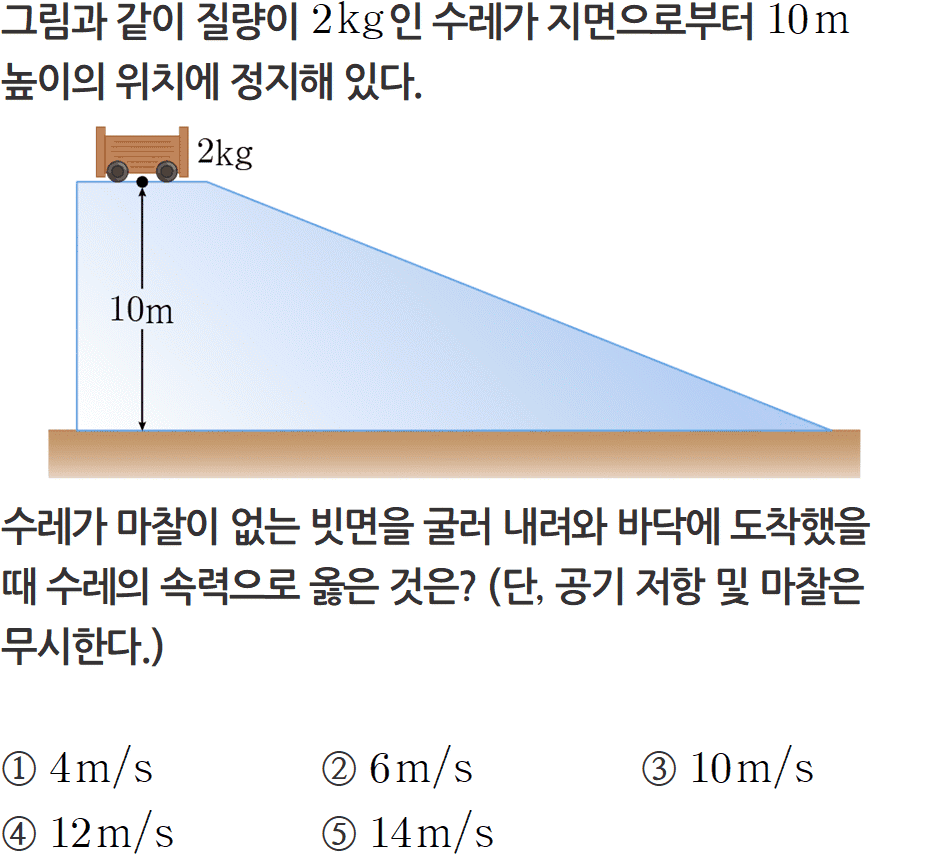 그림과 같이 질량이 2kg인 수레가 지면으로부터 10m
높이의 위치에 정지해 있다.
2kg
10m
수레가 마찰이 없는 빗면을 굴러 내려와 바닥에 도착했을
때 수레의 속력으로 옳은 것은? (단, 공기 저항 및 마찰은
무시한다.)
① 4m/s ② 6m/s ③ 10m/s
④ 12m/s ⑤ 14m/s